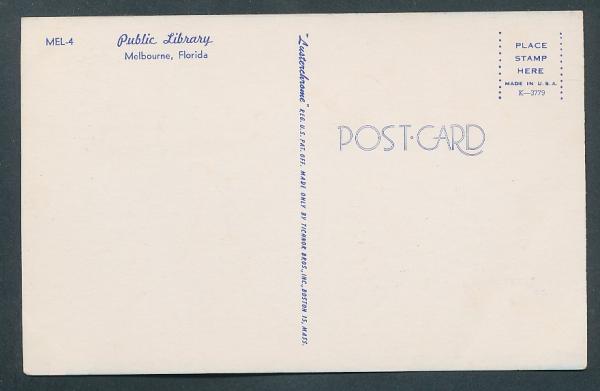 MEL-4
Public Library
Melbourne, Florida
"Lusterchrome" REG. U.S. PAT. OFF. MADE ONLY BY TICHNOR BROS., INC., BOSTON 15, MASS.
PLACE
STAMP
HERE
MADE IN U.S.A.
K-3779
POST·CARD